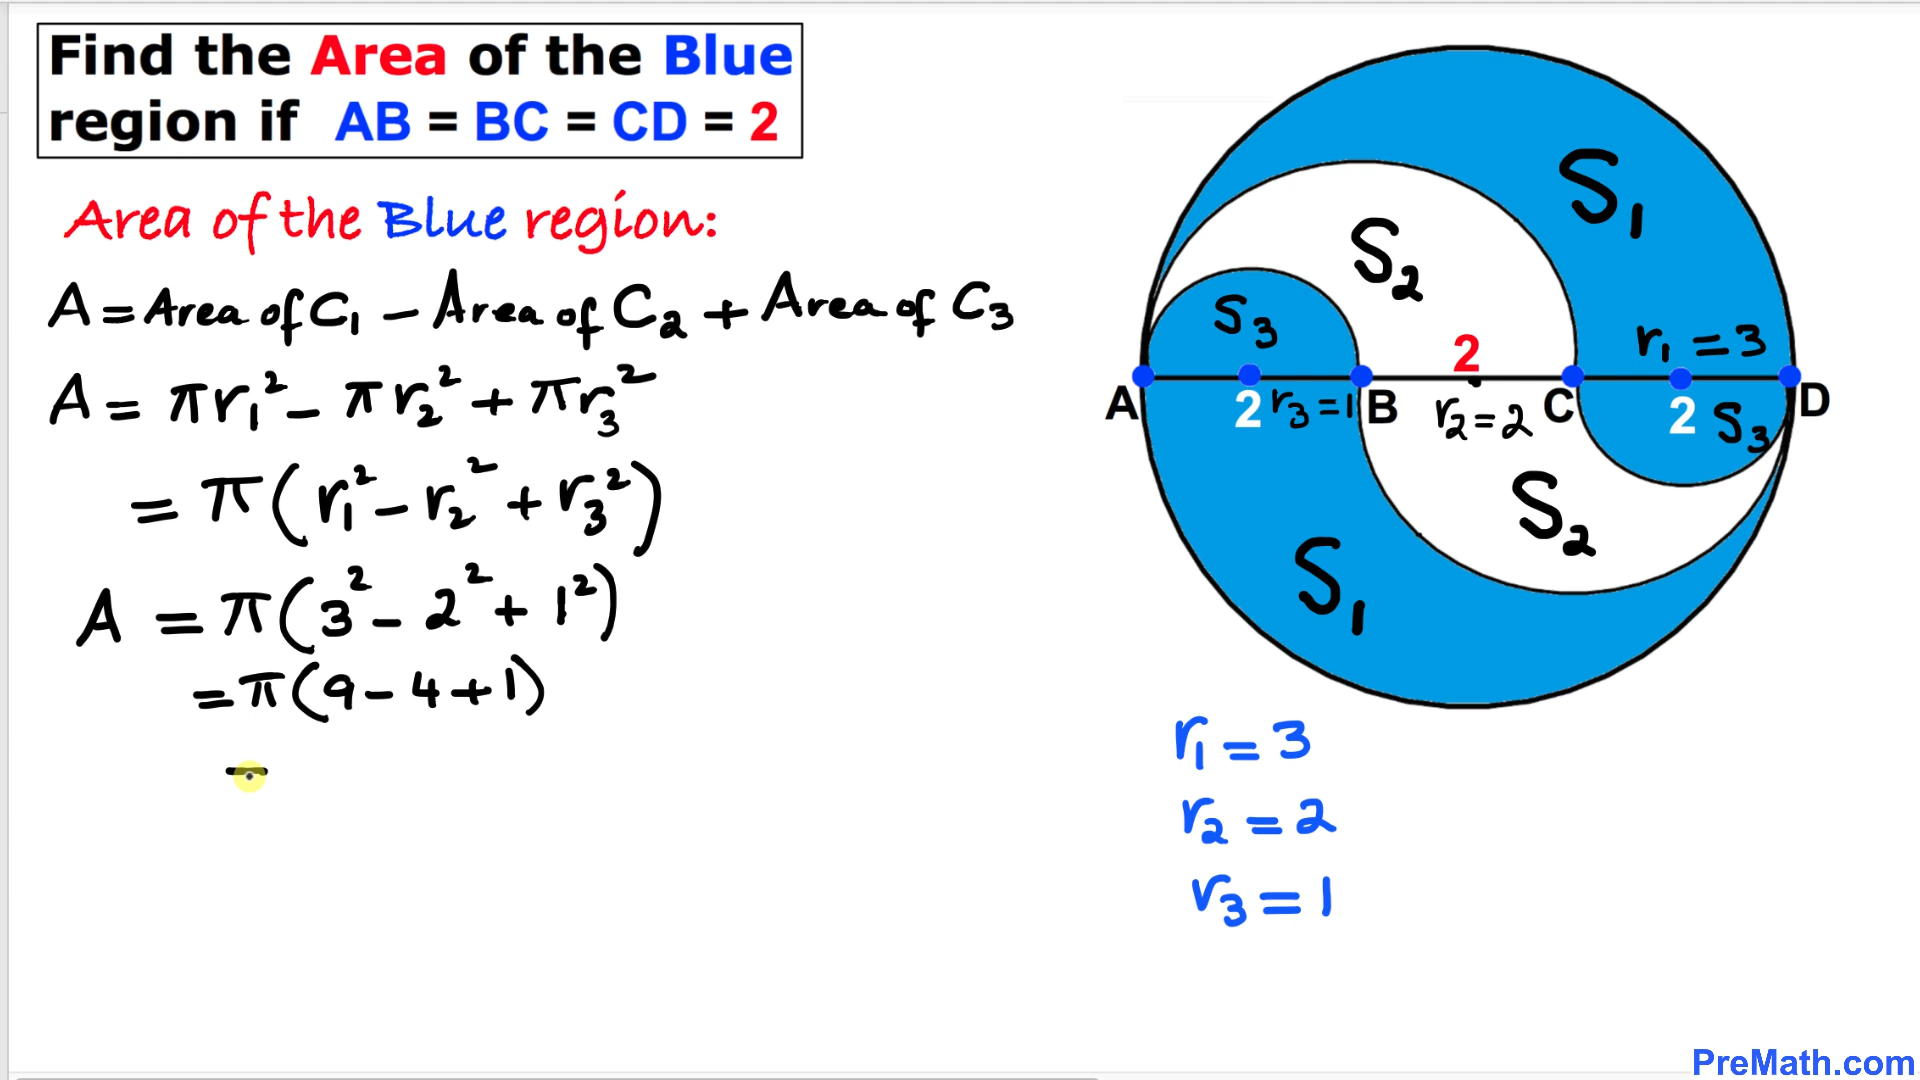 Find the Area of the Blue
region if AB = BC = CD = 2
Area of the Blue region:
A = Area of C₁ - Area of C₂ + Area of C₃
A = πr₁² - πr₂² + πr₃²
= π(r₁² - r₂² + r₃²)
A = π(3² - 2² + 1²)
= π(9 - 4 + 1)
S₁
S₂
S₃
2
r₁ = 3
A
2
r₃ = 1
B
r₂ = 2
C
2
S₃
D
S₂
S₁
r₁ = 3
r₂ = 2
r₃ = 1
PreMath.com